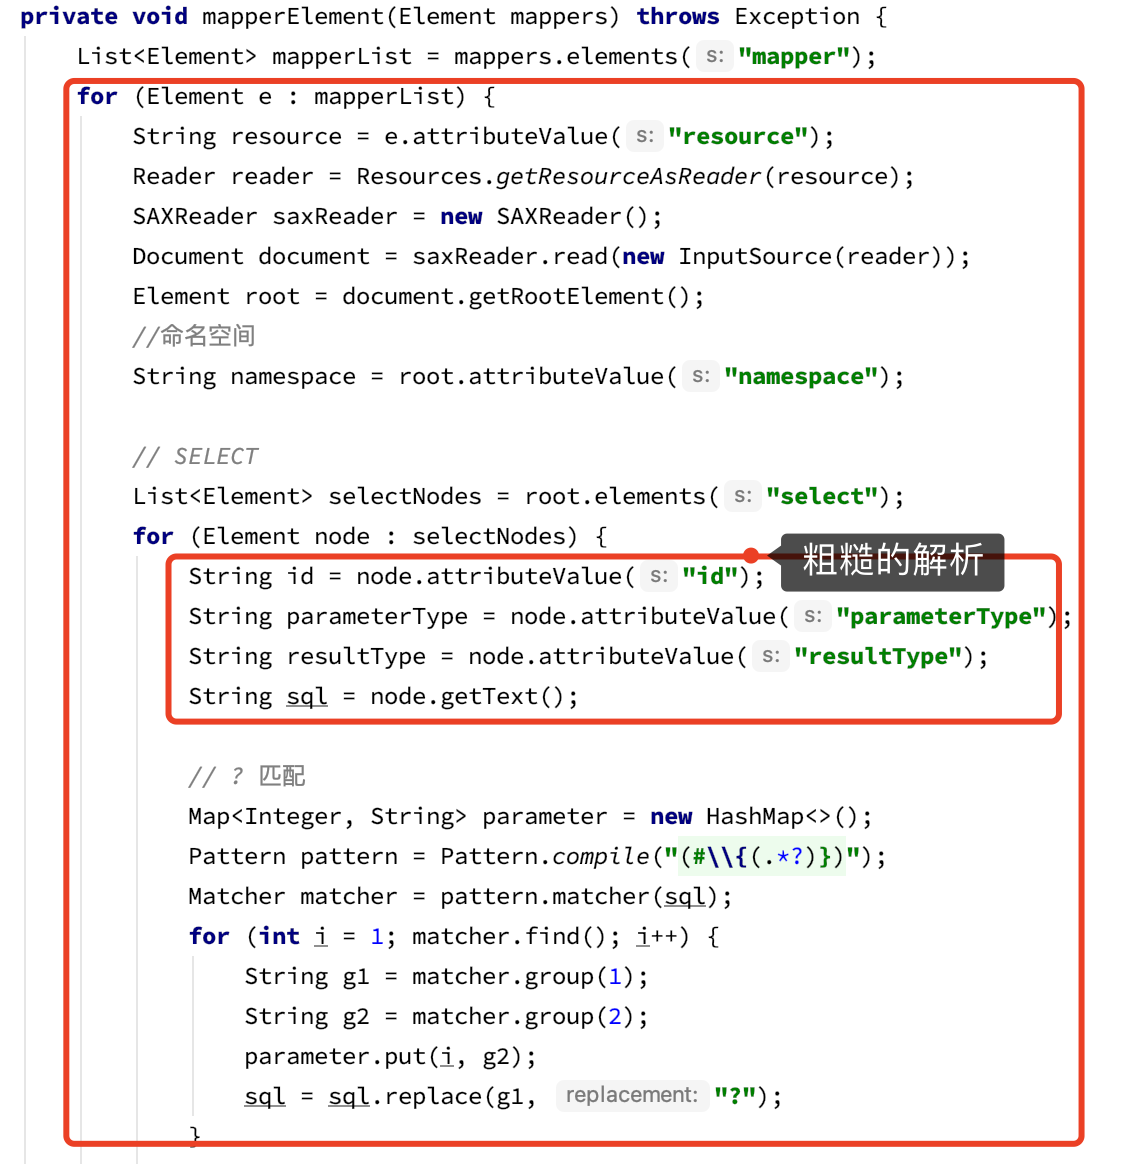 private void mapperElement(Element mappers) throws Exception {
List<Element> mapperList = mappers.elements( s: "mapper");
for (Element e : mapperList) {
String resource = e.attributeValue( s: "resource");
Reader reader = Resources.getResourceAsReader(resource);
SAXReader saxReader = new SAXReader();
Document document = saxReader.read(new InputSource(reader));
Element root = document.getRootElement();
//命名空间
String namespace = root.attributeValue( s: "namespace");
// SELECT
List<Element> selectNodes = root.elements( s: "select");
for (Element node : selectNodes) {
粗糙的解析
String id = node.attributeValue( s: "id");
String parameterType = node.attributeValue( s: "parameterType");
String resultType = node.attributeValue( s: "resultType");
String sql = node.getText();
// ? 匹配
Map<Integer, String> parameter = new HashMap<>();
Pattern pattern = Pattern.compile("(#\\{(.*?)})");
Matcher matcher = pattern.matcher(sql);
for (int i = 1; matcher.find(); i++) {
String g1 = matcher.group(1);
String g2 = matcher.group(2);
parameter.put(i, g2);
sql = sql.replace(g1, replacement: "?");
}